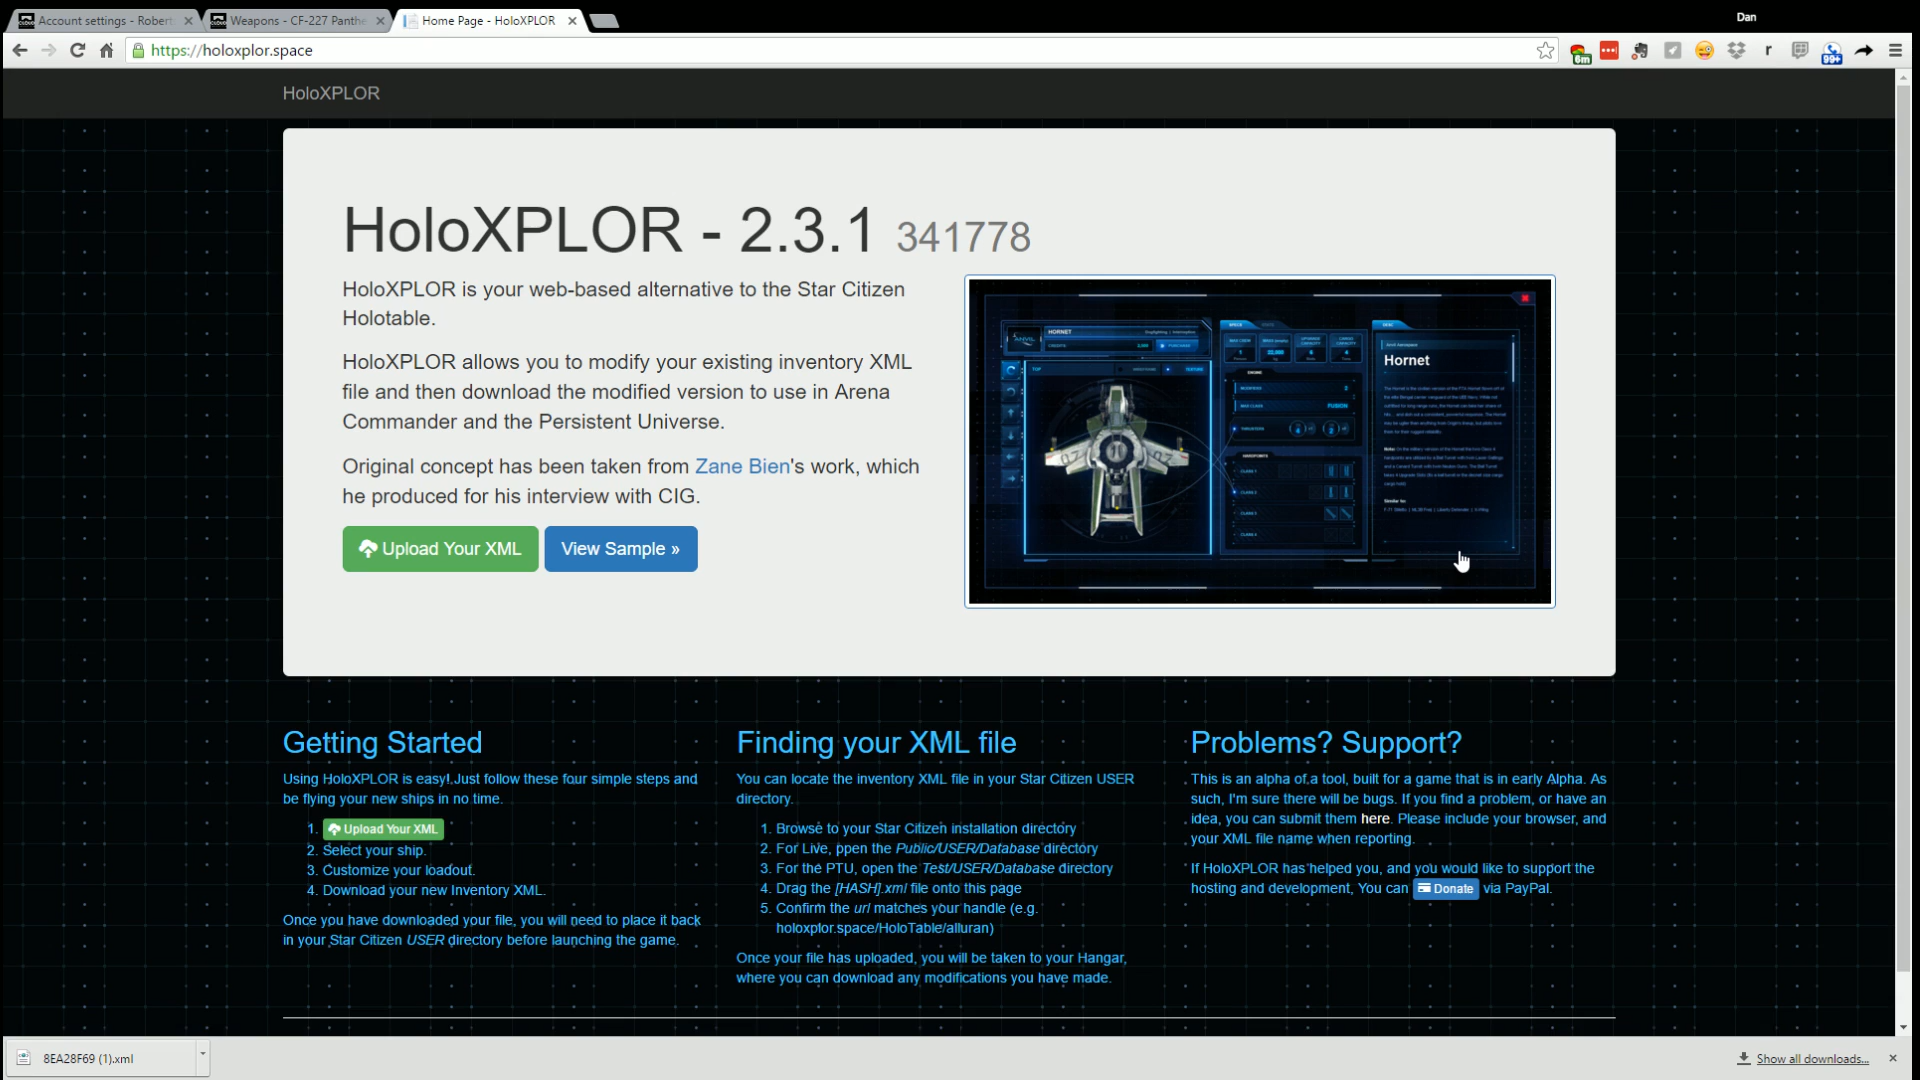 Account settings - Robert
Weapons - CF-227 Panthe
Home Page - HoloXPLOR
Dan
https://holoxplor.space
6m
r
99+
HoloXPLOR
HoloXPLOR - 2.3.1 341778
HoloXPLOR is your web-based alternative to the Star Citizen
Holotable.
HoloXPLOR allows you to modify your existing inventory XML
file and then download the modified version to use in Arena
Commander and the Persistent Universe.
Original concept has been taken from Zane Bien's work, which
he produced for his interview with CIG.
Upload Your XML
View Sample »
ANVIL
HORNET
TOP
TEXTURE
FUSION
Hornet
Getting Started
Using HoloXPLOR is easy! Just follow these four simple steps and
be flying your new ships in no time.
1. Upload Your XML
2. Select your ship.
3. Customize your loadout.
4. Download your new Inventory XML.
Once you have downloaded your file, you will need to place it back
in your Star Citizen USER directory before launching the game.
Finding your XML file
You can locate the inventory XML file in your Star Citizen USER
directory.
1. Browse to your Star Citizen installation directory
2. For Live, ppen the Public/USER/Database directory
3. For the PTU, open the Test/USER/Database directory
4. Drag the [HASH].xml file onto this page
5. Confirm the url matches your handle (e.g.
holoxplor.space/HoloTable/alluran)
Once your file has uploaded, you will be taken to your Hangar,
where you can download any modifications you have made.
Problems? Support?
This is an alpha of a tool, built for a game that is in early Alpha. As
such, I'm sure there will be bugs. If you find a problem, or have an
idea, you can submit them here. Please include your browser, and
your XML file name when reporting.
If HoloXPLOR has helped you, and you would like to support the
hosting and development, You can Donate via PayPal.
8EA28F69 (1).xml
Show all downloads...